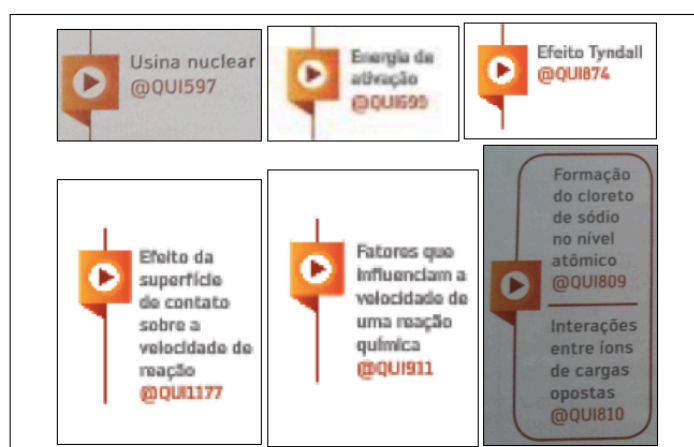 Usina nuclear
@QUI597
Energia de
ativação
@QUI699
Efeito Tyndall
@QUI874
Efeito da
superfície
de contato
sobre a
velocidade de
reação
@QUI1177
Fatores que
influenciam a
velocidade de
uma reação
química
@QUI911
Formação
do cloreto
de sódio
no nível
atômico
@QUI809
Interações
entre íons
de cargas
opostas
@QUI810